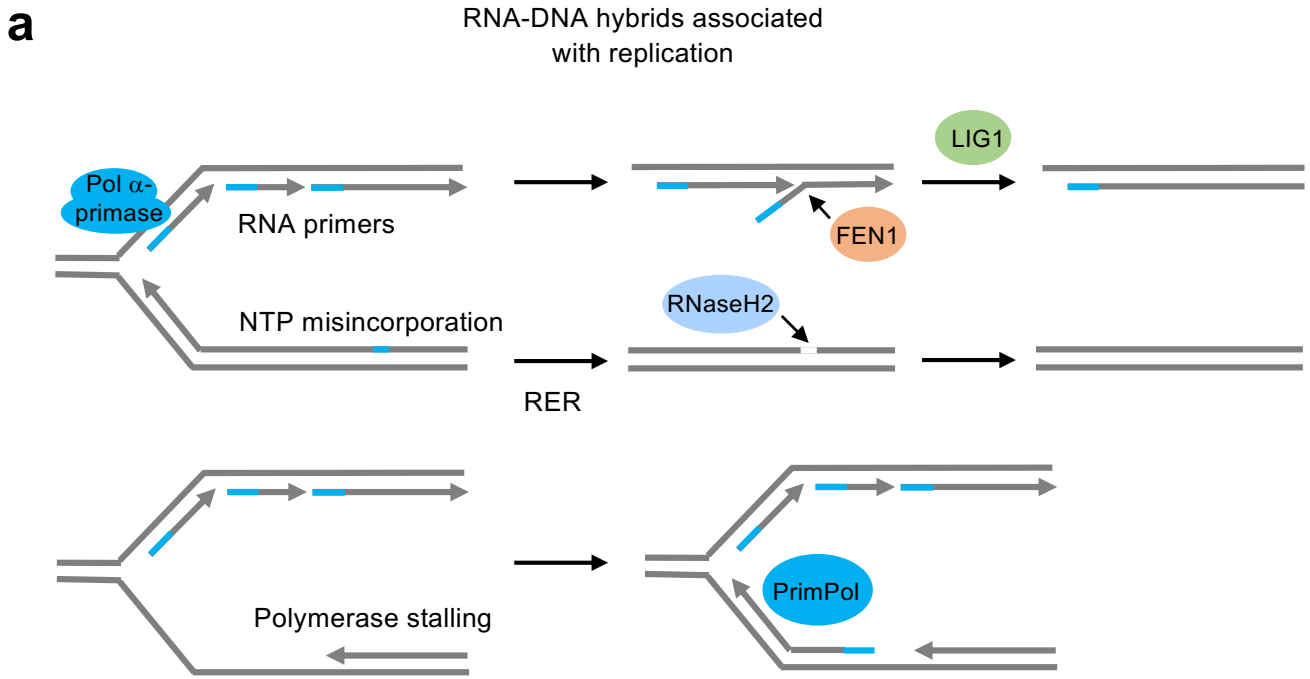 a
RNA-DNA hybrids associated
with replication
Pol α-
primase
RNA primers
LIG1
FEN1
NTP misincorporation
RNaseH2
RER
Polymerase stalling
PrimPol